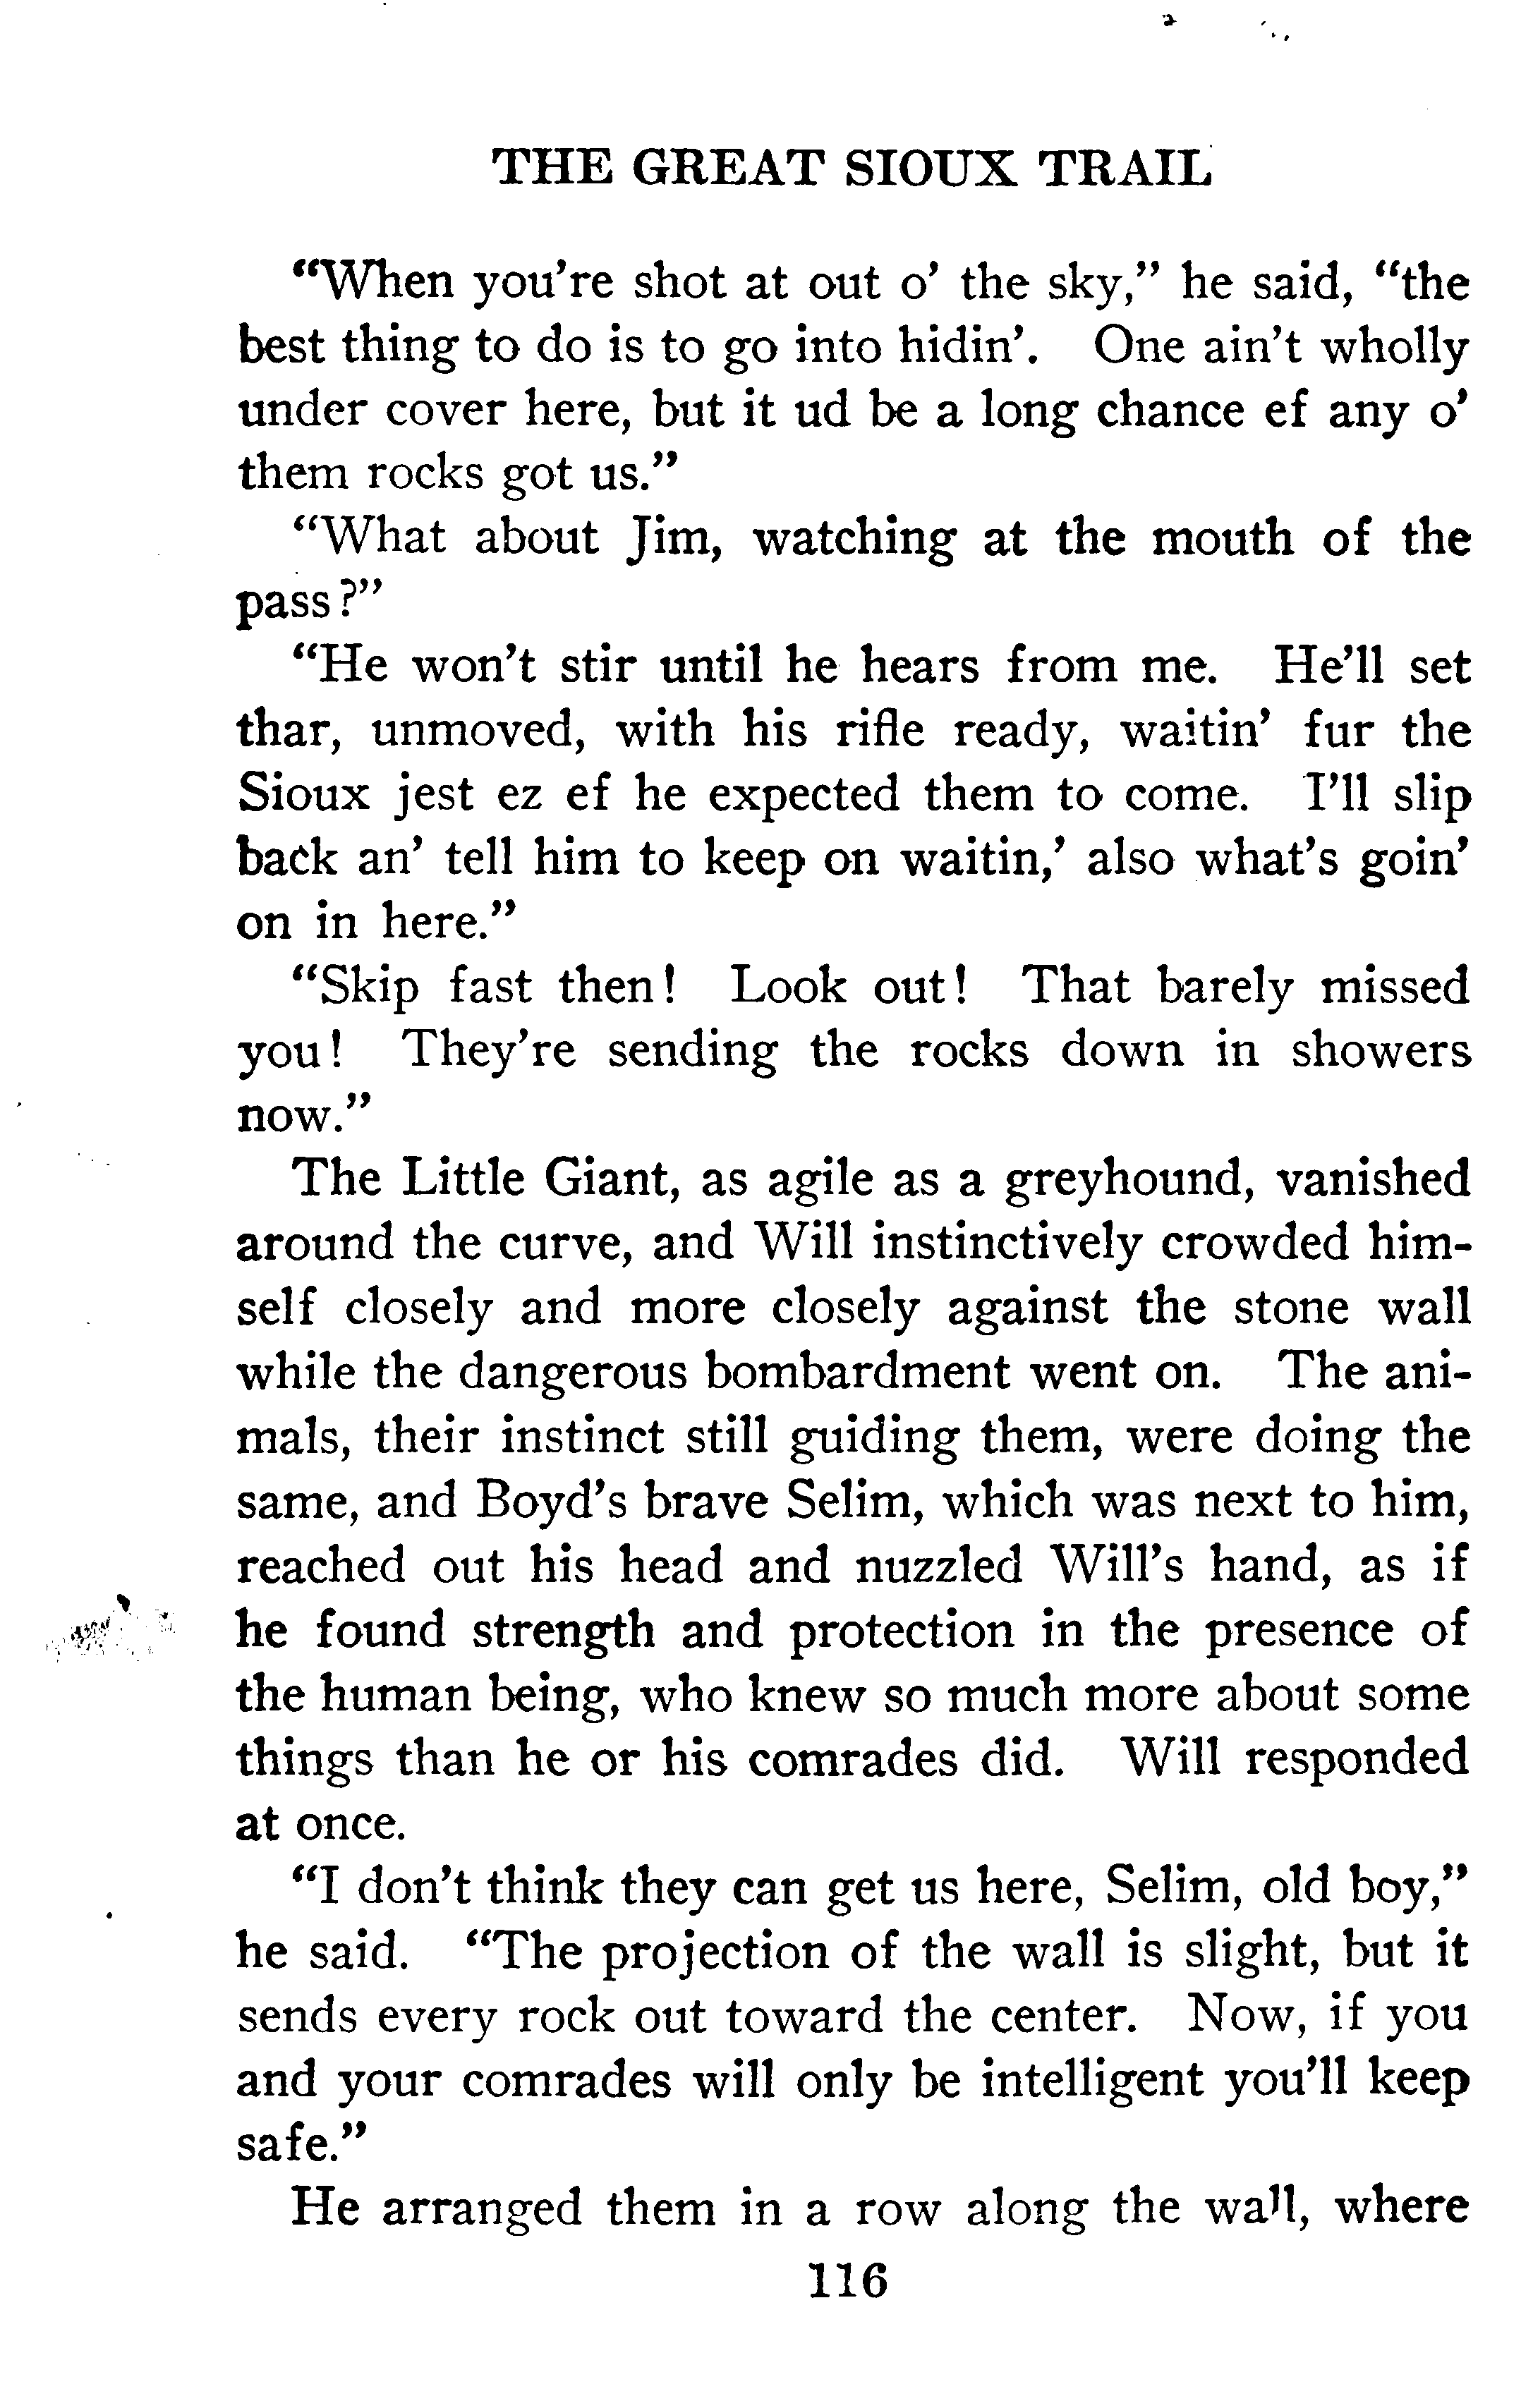 THE GREAT SIOUX TRAIL
“When you're shot at out o' the sky,” he said, “the
best thing to do is to go into hidin'. One ain't wholly
under cover here, but it ud be a long chance ef any o'
them rocks got us.”
“What about Jim, watching at the mouth of the
pass?”
“He won't stir until he hears from me. He'll set
thar, unmoved, with his rifle ready, waitin' fur the
Sioux jest ez ef he expected them to come. I'll slip
back an' tell him to keep on waitin,' also what's goin'
on in here.”
“Skip fast then! Look out! That barely missed
you! They're sending the rocks down in showers
now.”
The Little Giant, as agile as a greyhound, vanished
around the curve, and Will instinctively crowded him-
self closely and more closely against the stone wall
while the dangerous bombardment went on. The ani-
mals, their instinct still guiding them, were doing the
same, and Boyd's brave Selim, which was next to him,
reached out his head and nuzzled Will's hand, as if
he found strength and protection in the presence of
the human being, who knew so much more about some
things than he or his comrades did. Will responded
at once.
“I don't think they can get us here, Selim, old boy,”
he said. “The projection of the wall is slight, but it
sends every rock out toward the center. Now, if you
and your comrades will only be intelligent you'll keep
safe.”
He arranged them in a row along the wall, where
116